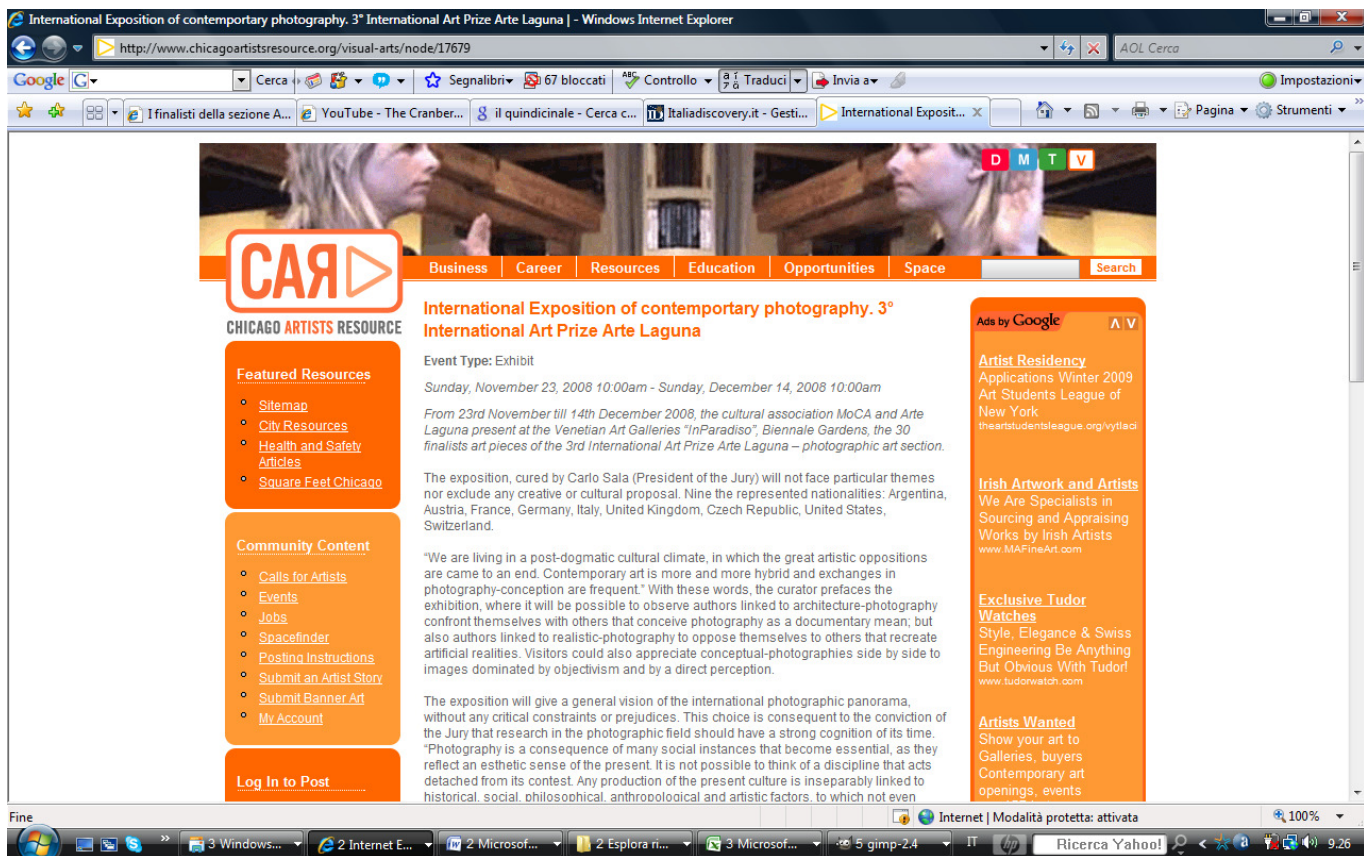 International Exposition of contemportary photography. 3° International Art Prize Arte Laguna | - Windows Internet Explorer
http://www.chicagoartistsresource.org/visual-arts/node/17679
AOL Cerca
Google
G
Cerca
Segnalibri
67 bloccati
Controllo
Traduci
Invia a
Impostazioni
I finalisti della sezione A...
YouTube - The Cranber...
il quindicinale - Cerca c...
Italiadiscovery.it - Gesti...
International Exposit...
Pagina
Strumenti
D M T V
CAЯ
CHICAGO ARTISTS RESOURCE
Business
Career
Resources
Education
Opportunities
Space
Search
Featured Resources
Sitemap
City Resources
Health and Safety
Articles
Square Feet Chicago
Community Content
Calls for Artists
Events
Jobs
Spacefinder
Posting Instructions
Submit an Artist Story
Submit Banner Art
My Account
Log In to Post
International Exposition of contemportary photography. 3°
International Art Prize Arte Laguna
Event Type: Exhibit
Sunday, November 23, 2008 10:00am - Sunday, December 14, 2008 10:00am
From 23rd November till 14th December 2008, the cultural association MoCA and Arte
Laguna present at the Venetian Art Galleries "InParadiso", Biennale Gardens, the 30
finalists art pieces of the 3rd International Art Prize Arte Laguna – photographic art section.
The exposition, cured by Carlo Sala (President of the Jury) will not face particular themes
nor exclude any creative or cultural proposal. Nine the represented nationalities: Argentina,
Austria, France, Germany, Italy, United Kingdom, Czech Republic, United States,
Switzerland.
“We are living in a post-dogmatic cultural climate, in which the great artistic oppositions
are came to an end. Contemporary art is more and more hybrid and exchanges in
photography-conception are frequent.” With these words, the curator prefaces the
exhibition, where it will be possible to observe authors linked to architecture-photography
confront themselves with others that conceive photography as a documentary mean; but
also authors linked to realistic-photography to oppose themselves to others that recreate
artificial realities. Visitors could also appreciate conceptual-photographies side by side to
images dominated by objectivism and by a direct perception.
The exposition will give a general vision of the international photographic panorama,
without any critical constraints or prejudices. This choice is consequent to the conviction of
the Jury that research in the photographic field should have a strong cognition of its time.
“Photography is a consequence of many social instances that become essential, as they
reflect an esthetic sense of the present. It is not possible to think of a discipline that acts
detached from its contest. Any production of the present culture is inseparably linked to
historical, social, philosophical, anthropological and artistic factors, to which not even
Ads by Google
Artist Residency
Applications Winter 2009
Art Students League of
New York
theartstudentsleague.org/vytlaci
Irish Artwork and Artists
We Are Specialists in
Sourcing and Appraising
Works by Irish Artists
www.MAFineArt.com
Exclusive Tudor
Watches
Style, Elegance & Swiss
Engineering Be Anything
But Obvious With Tudor!
www.tudorwatch.com
Artists Wanted
Show your art to
Galleries, buyers
Contemporary art
openings, events
Fine
Internet | Modalità protetta: attivata
100%
3 Windows...
2 Internet E...
2 Microsof...
2 Esplora ri...
3 Microsof...
5 gimp-2.4
IT
hp
Ricerca Yahoo!
9.26